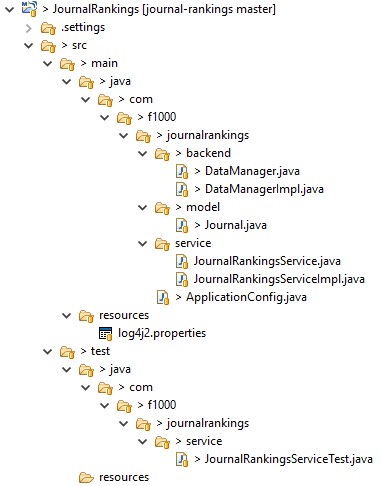 > JournalRankings [journal-rankings master]
.settings
> src
> main
> java
> com
> f1000
> journalrankings
> backend
> DataManager.java
> DataManagerImpl.java
> model
> Journal.java
service
JournalRankingsService.java
JournalRankingsServiceImpl.java
> ApplicationConfig.java
resources
log4j2.properties
> test
> java
> com
> f1000
> journalrankings
> service
> JournalRankingsServiceTest.java
resources